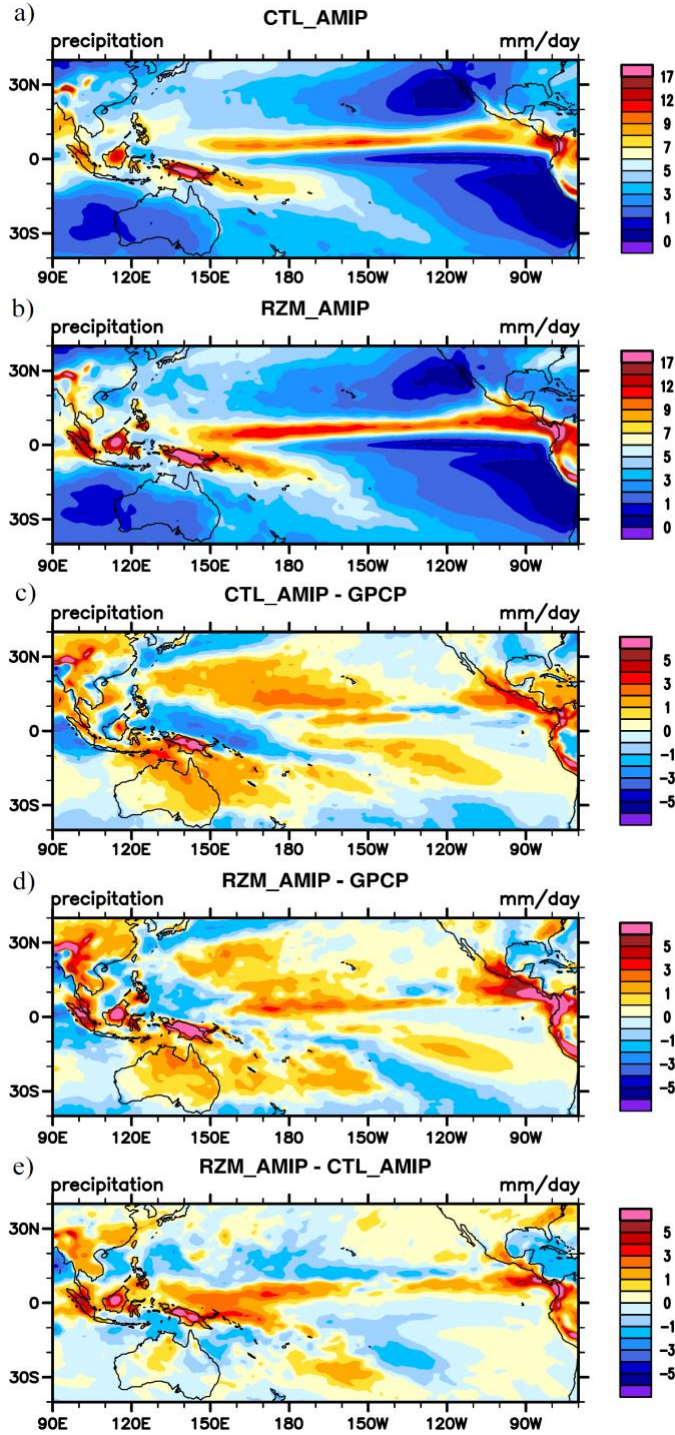 a) CTL_AMIP
precipitation mm/day
30N
0
30S
90E 120E 150E 180 150W 120W 90W
17
12
9
7
5
3
1
0
b) RZM_AMIP
precipitation mm/day
30N
0
30S
90E 120E 150E 180 150W 120W 90W
17
12
9
7
5
3
1
0
c) CTL_AMIP - GPCP
precipitation mm/day
30N
0
30S
90E 120E 150E 180 150W 120W 90W
5
3
1
0
-1
-3
-5
d) RZM_AMIP - GPCP
precipitation mm/day
30N
0
30S
90E 120E 150E 180 150W 120W 90W
5
3
1
0
-1
-3
-5
e) RZM_AMIP - CTL_AMIP
precipitation mm/day
30N
0
30S
90E 120E 150E 180 150W 120W 90W
5
3
1
0
-1
-3
-5